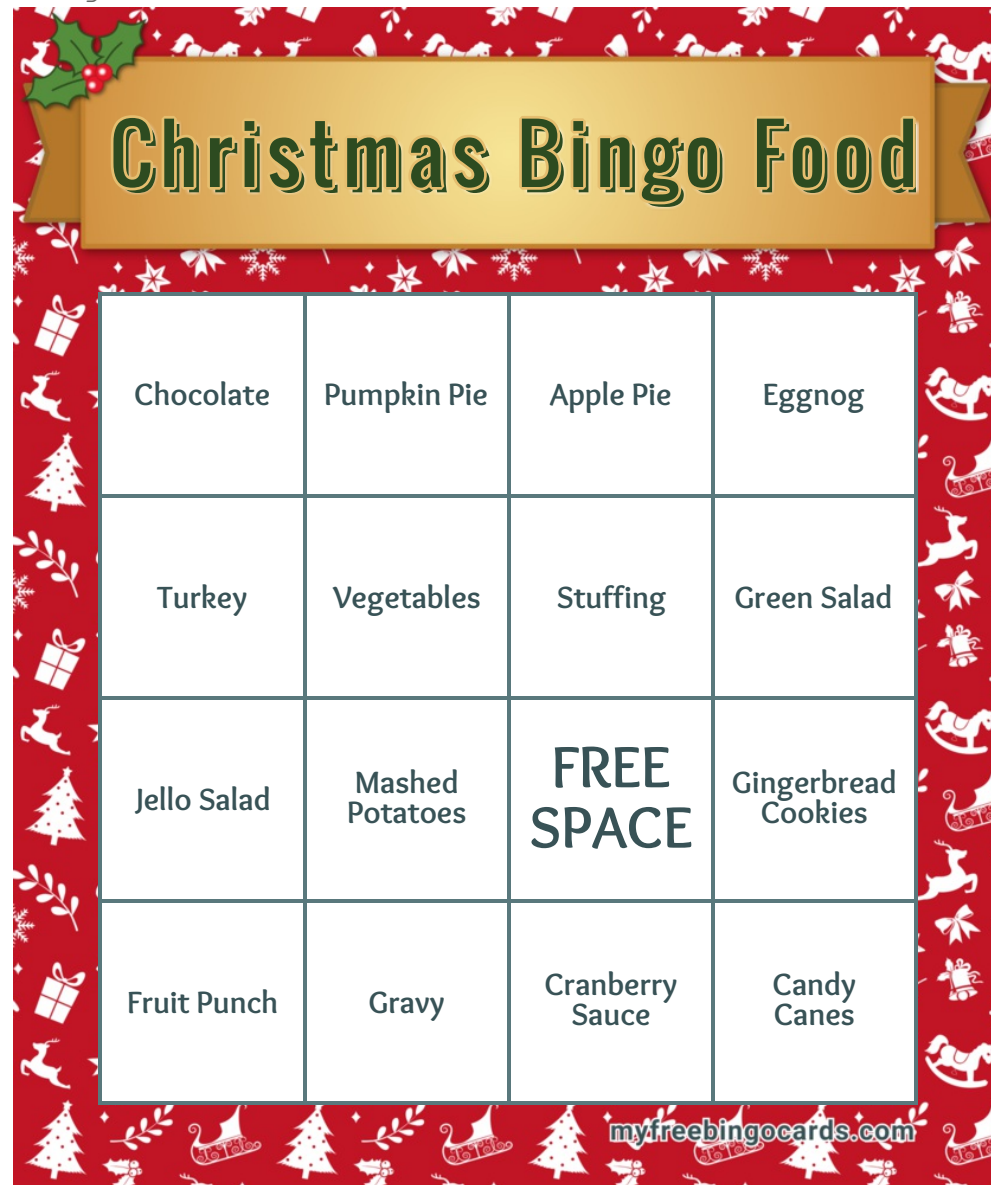 Christmas Bingo Food
Chocolate
Pumpkin Pie
Apple Pie
Eggnog
Turkey
Vegetables
Stuffing
Green Salad
Jello Salad
Mashed
Potatoes
FREE
SPACE
Gingerbread
Cookies
Fruit Punch
Gravy
Cranberry
Sauce
Candy
Canes
myfreebingocards.com